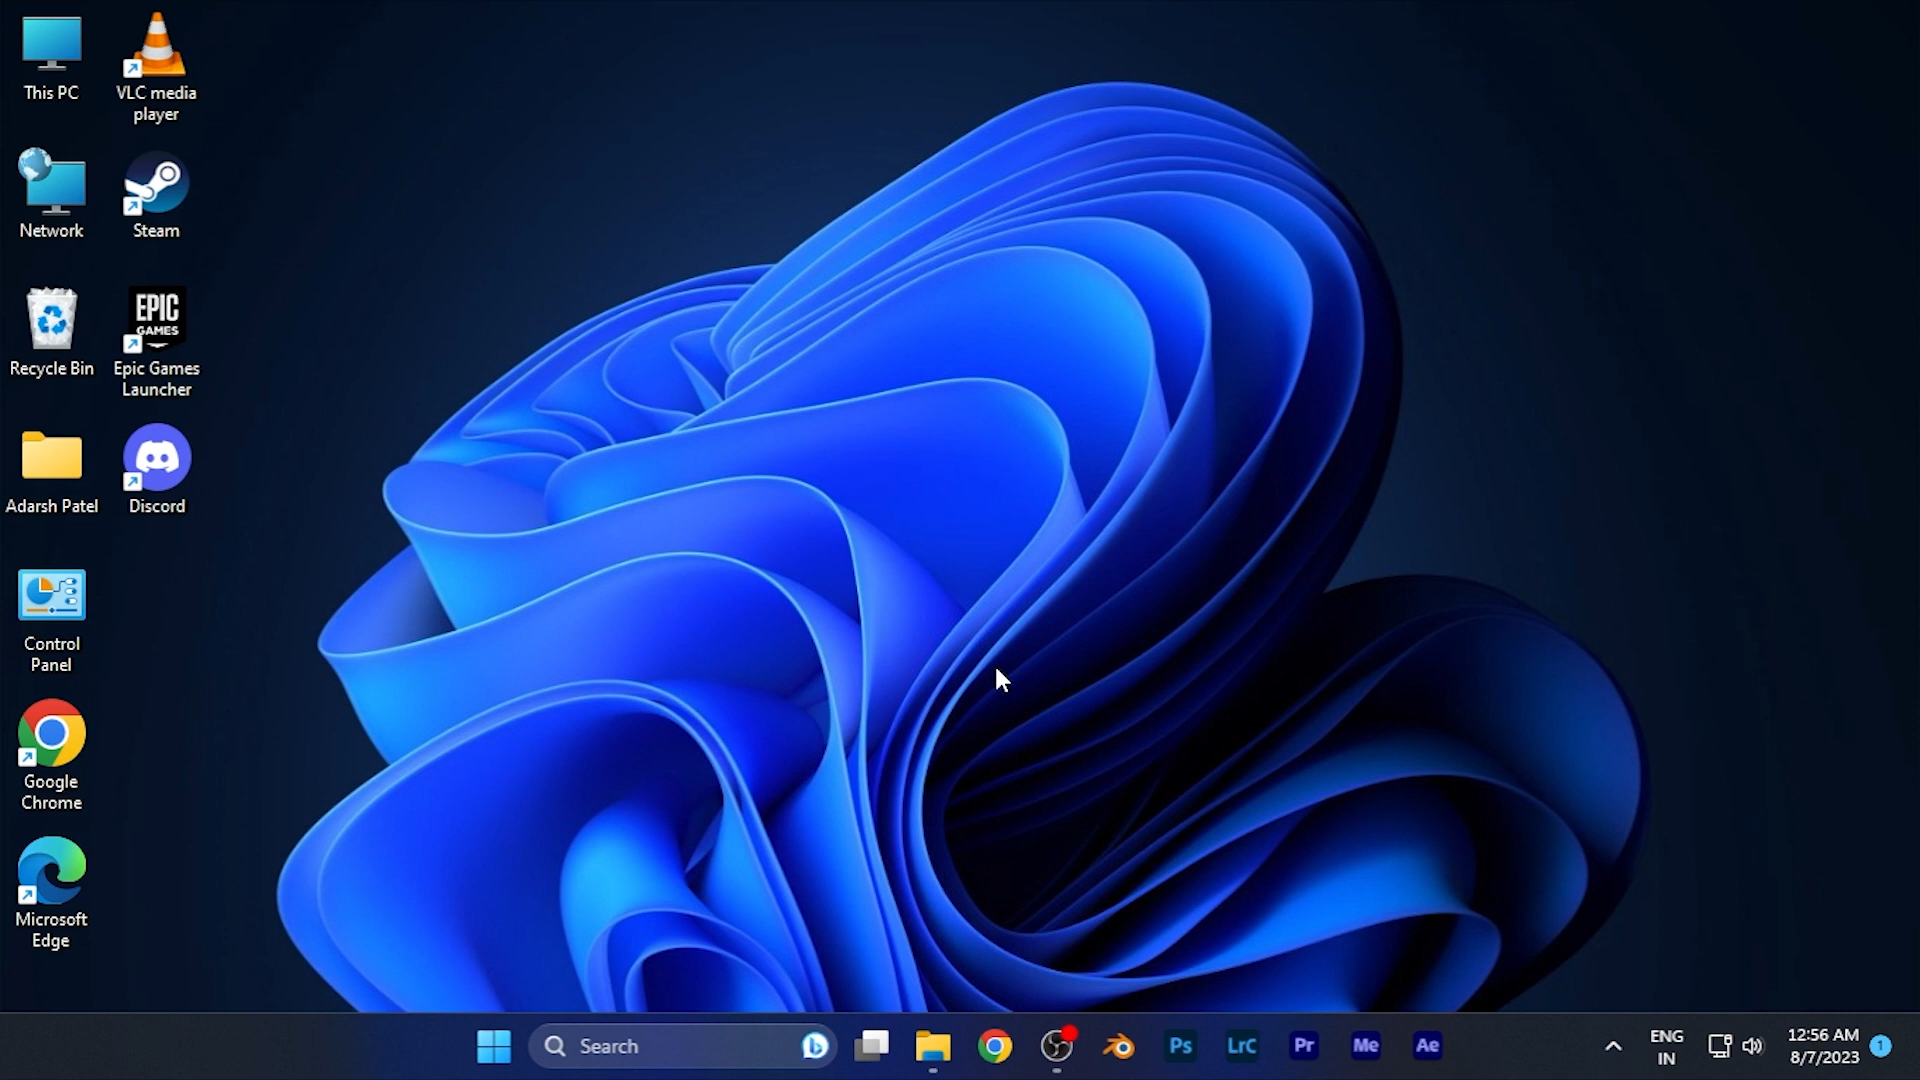 This PC
VLC media
player
Network
Steam
Recycle Bin
EPIC
GAMES
Epic Games
Launcher
Adarsh Patel
Discord
Control
Panel
Google
Chrome
Microsoft
Edge
Search
Ps
LrC
Pr
Me
Ae
ENG
IN
12:56 AM
8/7/2023
1